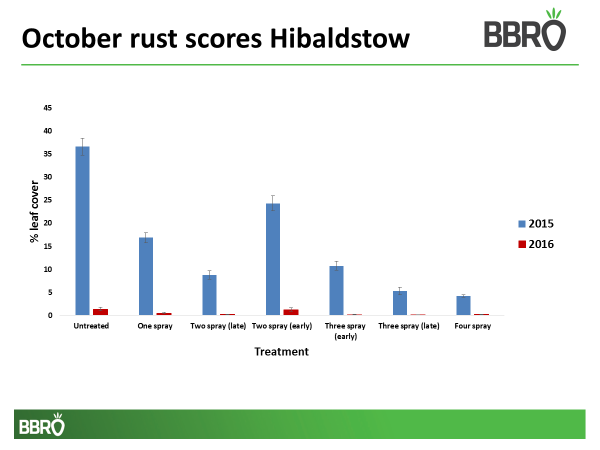 October rust scores Hibaldstow
BBRO
45
40
35
30
25
20
15
10
5
0
% leaf cover
Untreated
One spray
Two spray (late)
Two spray (early)
Three spray
(early)
Three spray (late)
Four spray
Treatment
2015
2016
BBRO